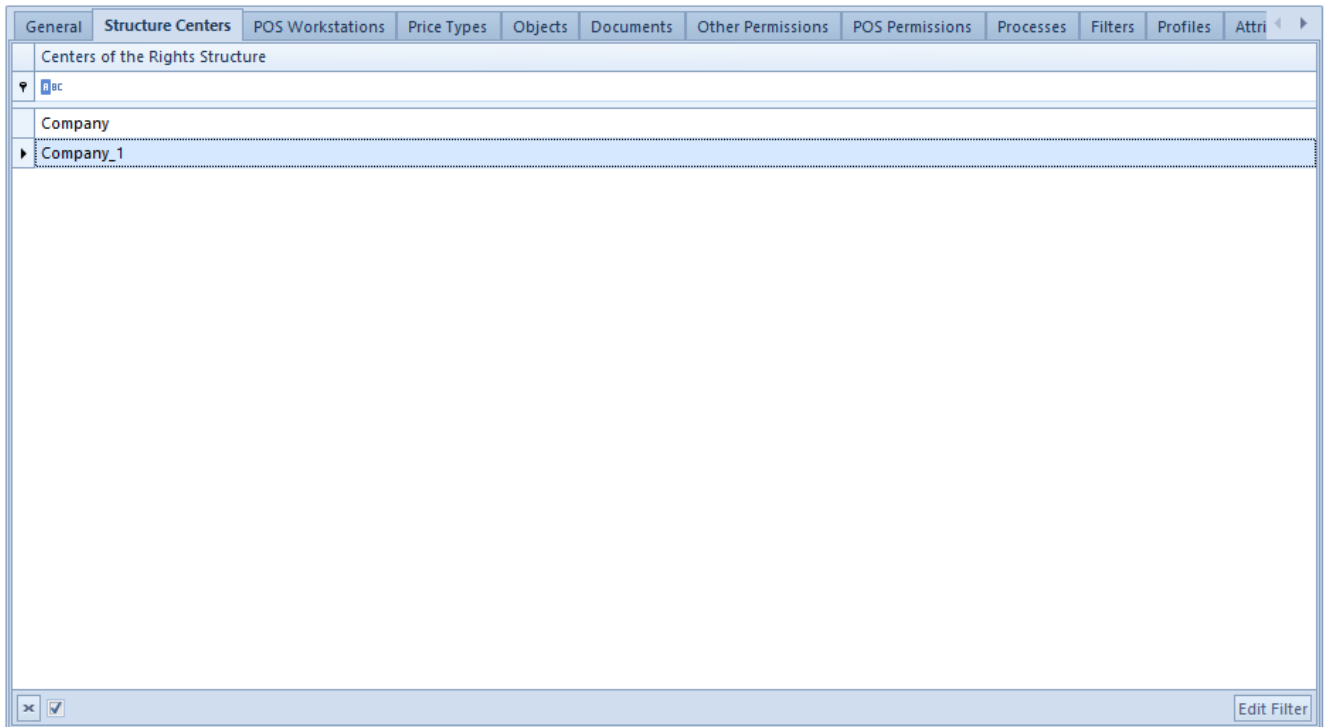 General Structure Centers POS Workstations Price Types Objects Documents Other Permissions POS Permissions Processes Filters Profiles Attri
Centers of the Rights Structure
ABC
Company
Company_1
Edit Filter